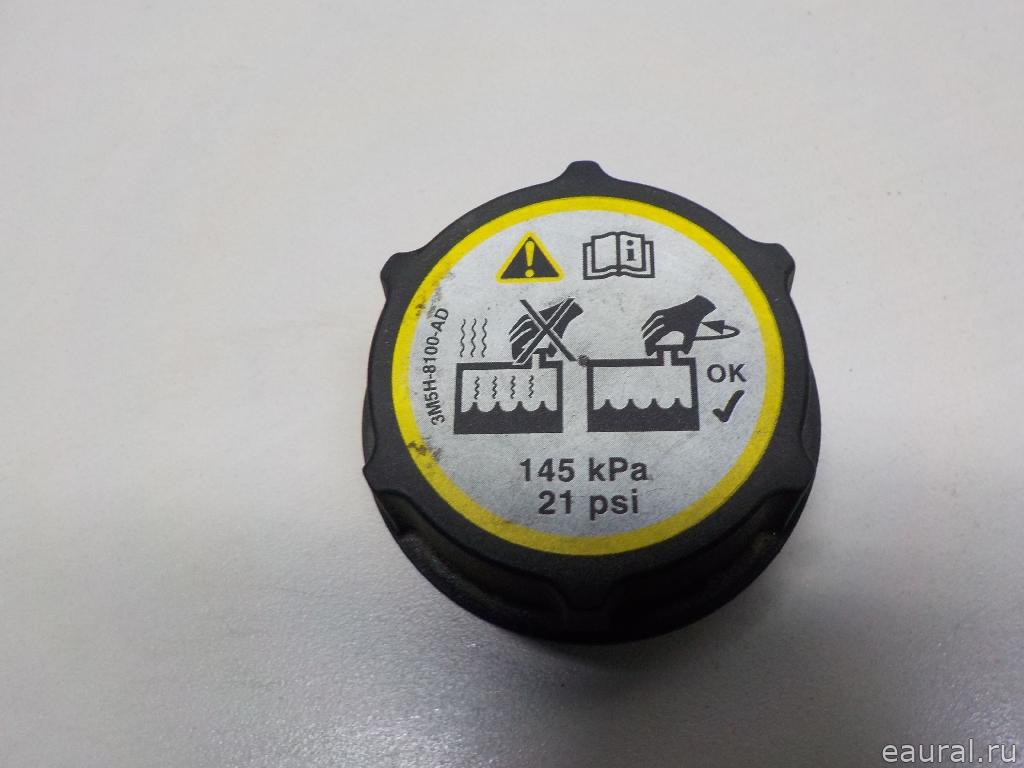 3M5H-8100-AD
OK
145 kPa
21 psi
eaural.ru